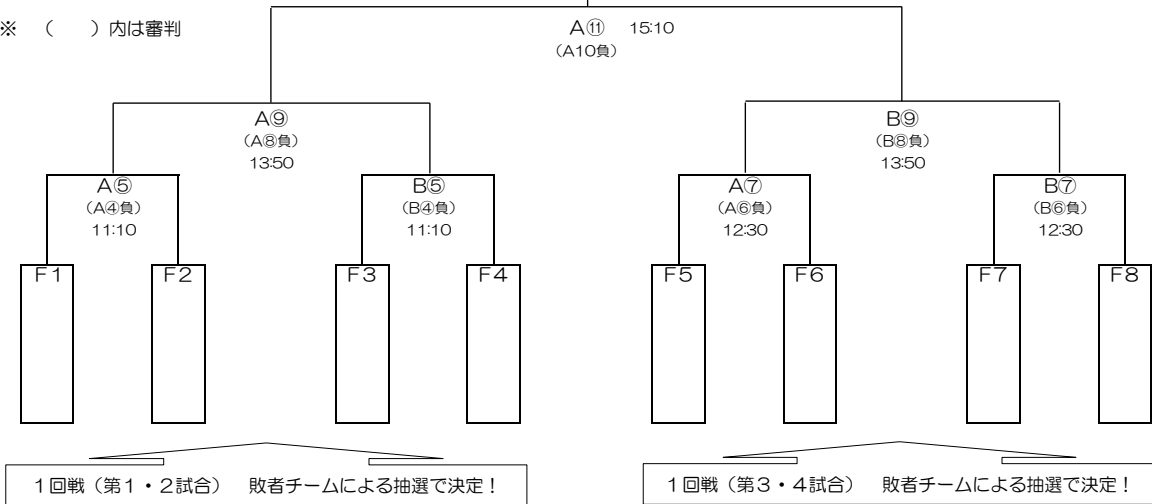 ※ （　）内は審判
A⑪ 15:10
（A10負）
A⑨
（A⑧負）
13:50
B⑨
（B⑧負）
13:50
A⑤
（A④負）
11:10
B⑤
（B④負）
11:10
A⑦
（A⑥負）
12:30
B⑦
（B⑥負）
12:30
F1 F2 F3 F4 F5 F6 F7 F8
1回戦（第1・2試合） 敗者チームによる抽選で決定！
1回戦（第3・4試合） 敗者チームによる抽選で決定！